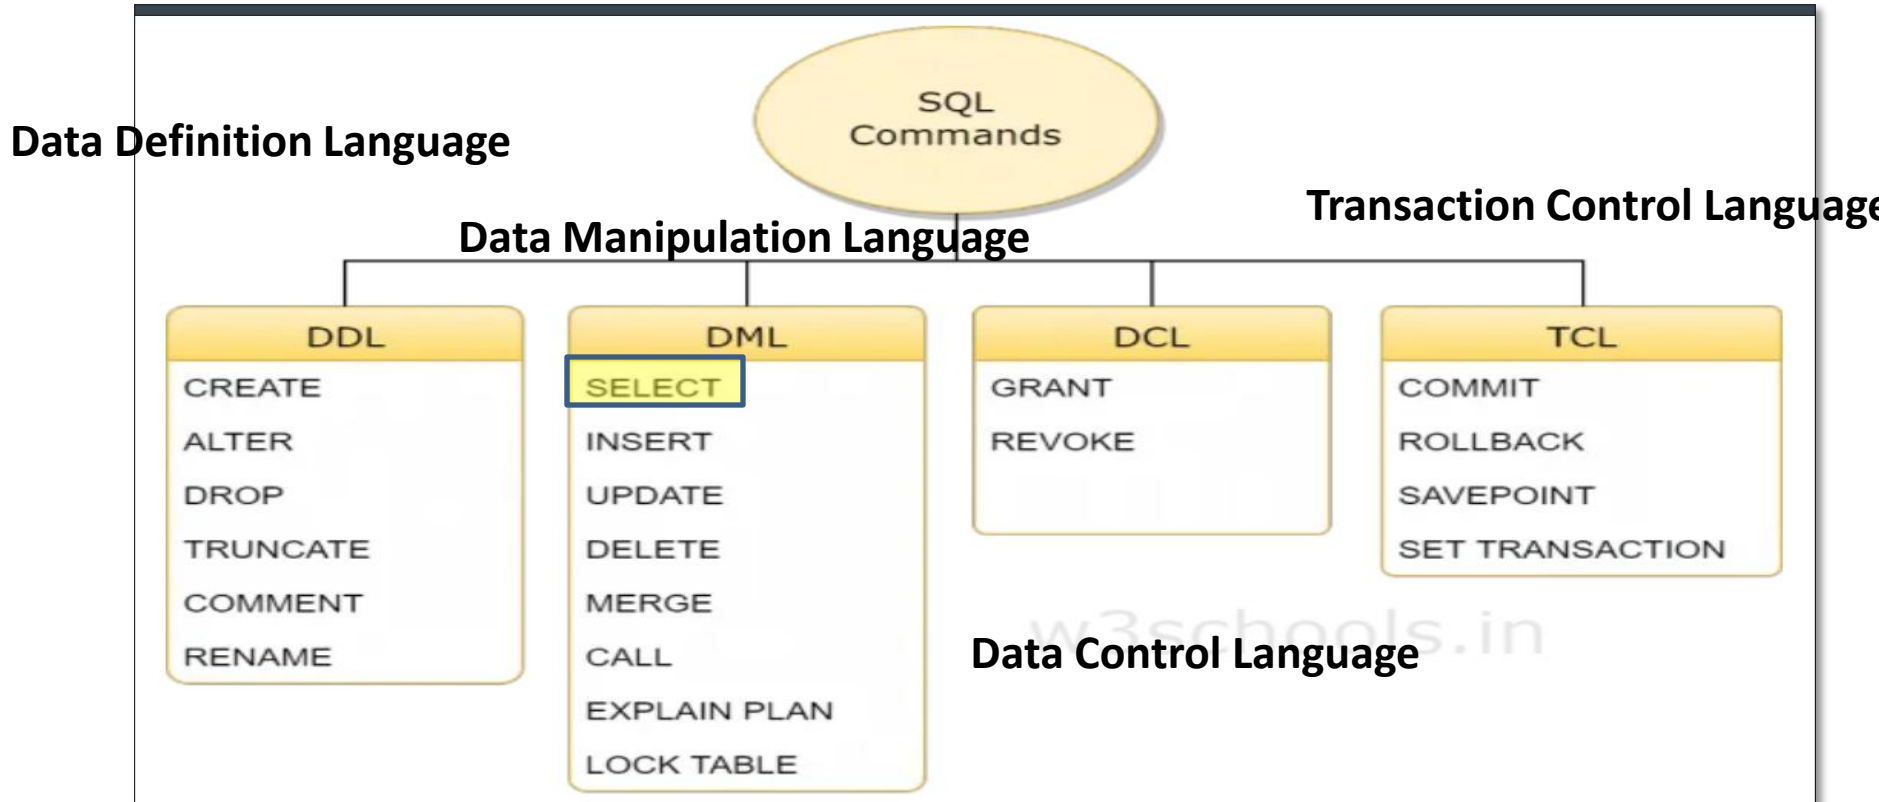 SQL
Commands
Data Definition Language
Transaction Control Language
Data Manipulation Language
DDL
CREATE
ALTER
DROP
TRUNCATE
COMMENT
RENAME
DML
SELECT
INSERT
UPDATE
DELETE
MERGE
CALL
EXPLAIN PLAN
LOCK TABLE
DCL
GRANT
REVOKE
TCL
COMMIT
ROLLBACK
SAVEPOINT
SET TRANSACTION
w3schools.in
Data Control Language